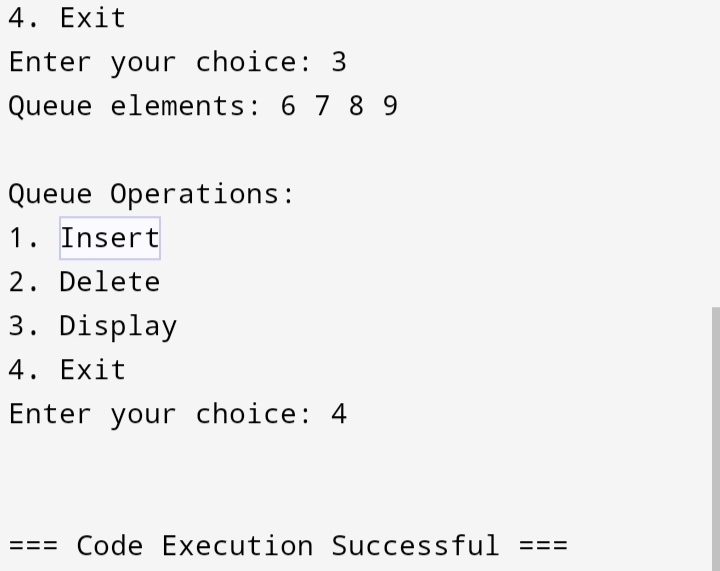 4. Exit
Enter your choice: 3
Queue elements: 6 7 8 9
Queue Operations:
1. Insert
2. Delete
3. Display
4. Exit
Enter your choice: 4
=== Code Execution Successful ===